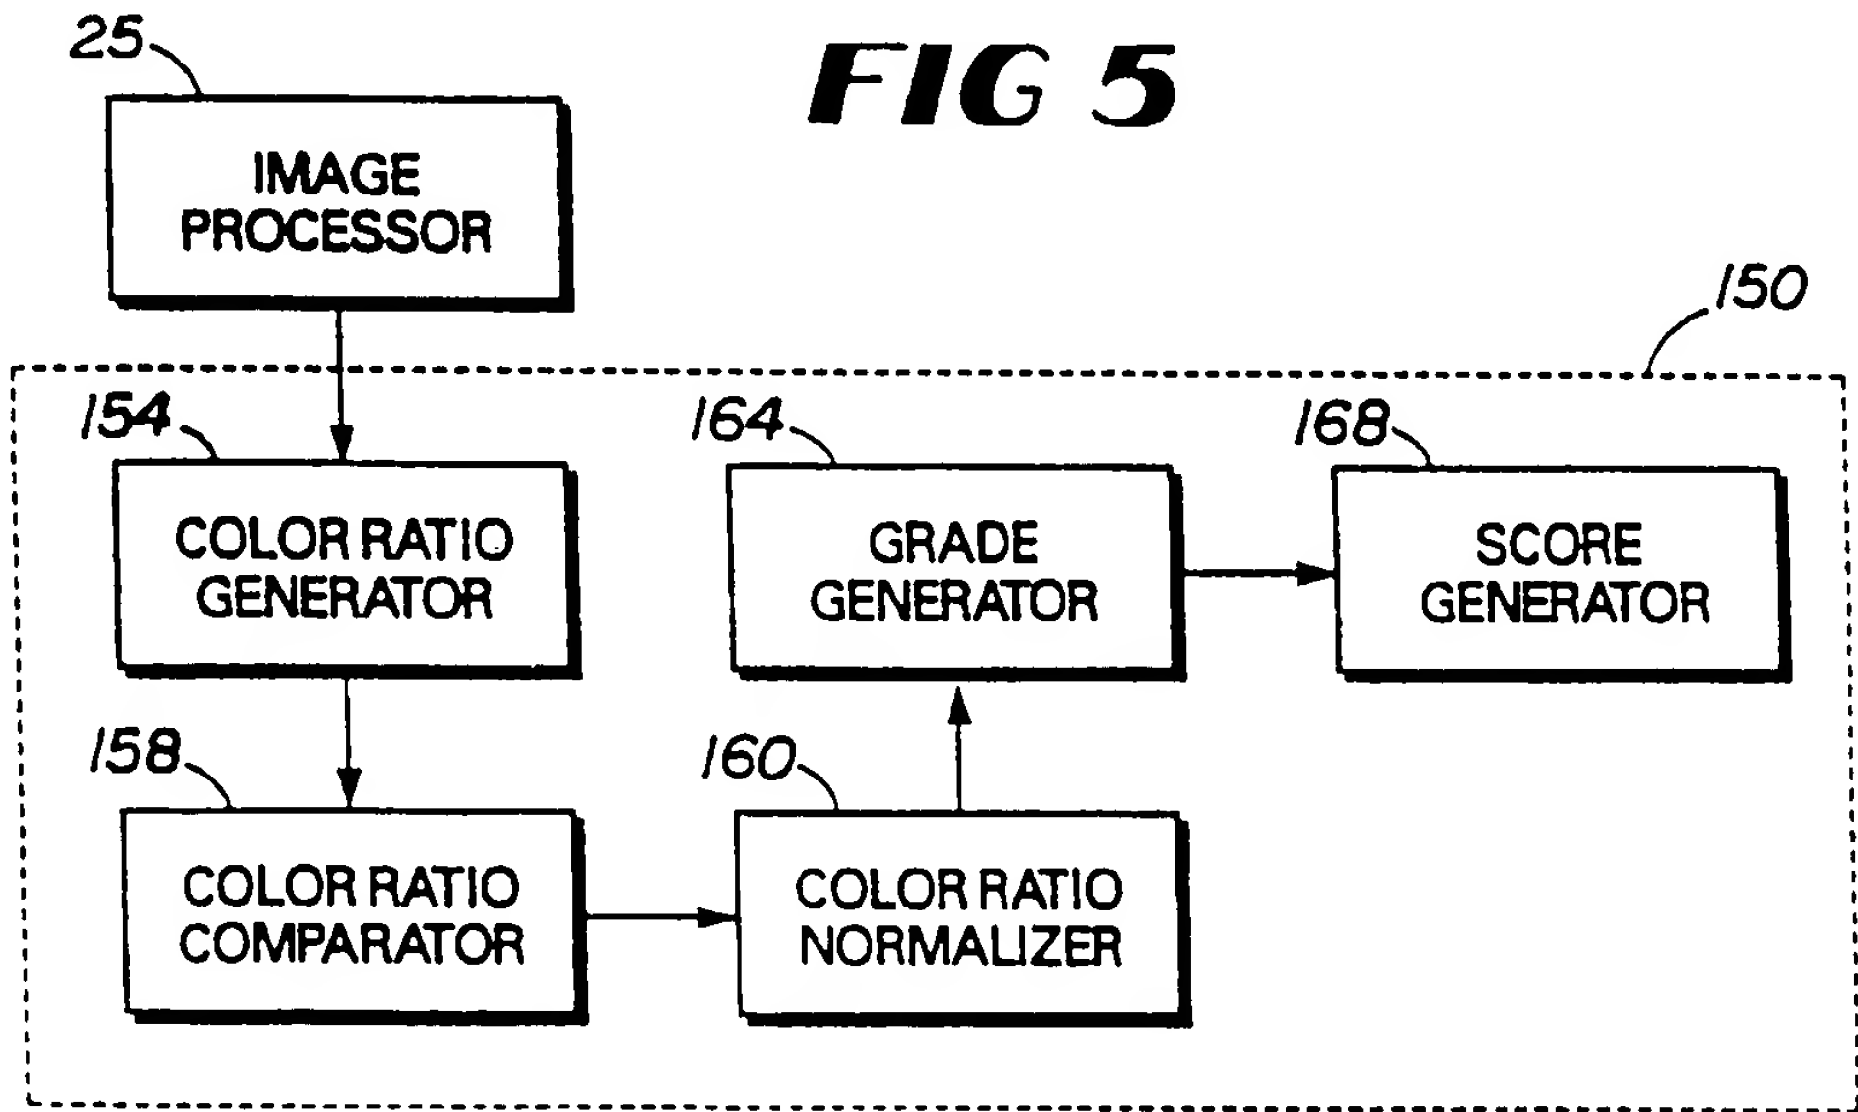 25
FIG 5
IMAGE
PROCESSOR
150
154
164
168
COLOR RATIO
GENERATOR
GRADE
GENERATOR
SCORE
GENERATOR
158
160
COLOR RATIO
COMPARATOR
COLOR RATIO
NORMALIZER